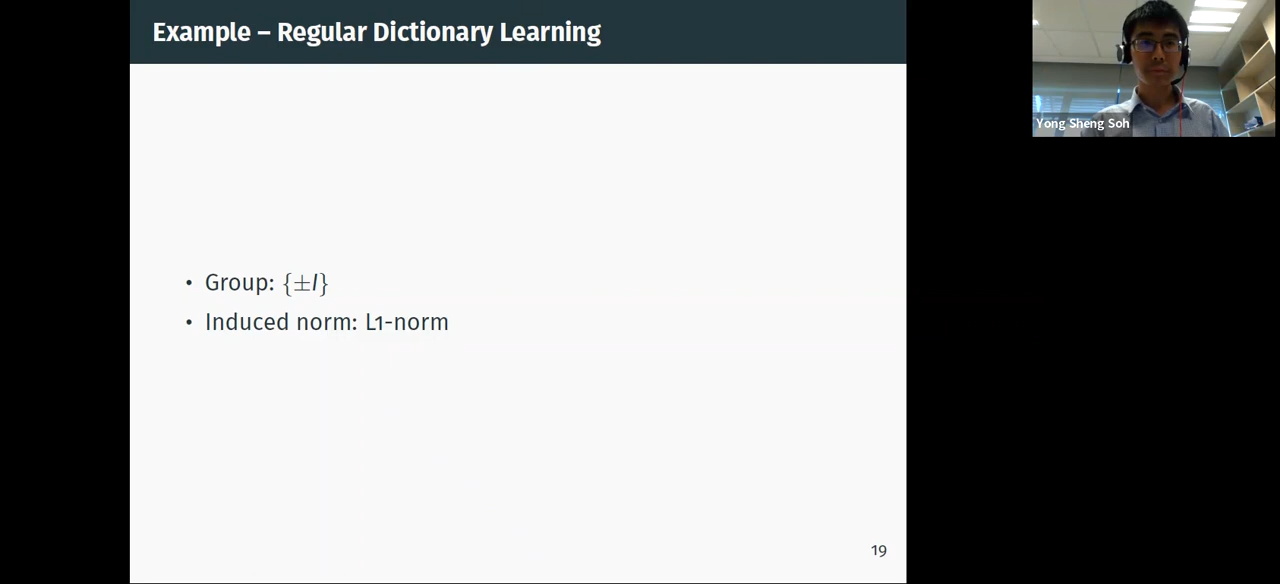 Example – Regular Dictionary Learning
Yong Sheng Soh
• Group: {±I}
• Induced norm: L1-norm
19